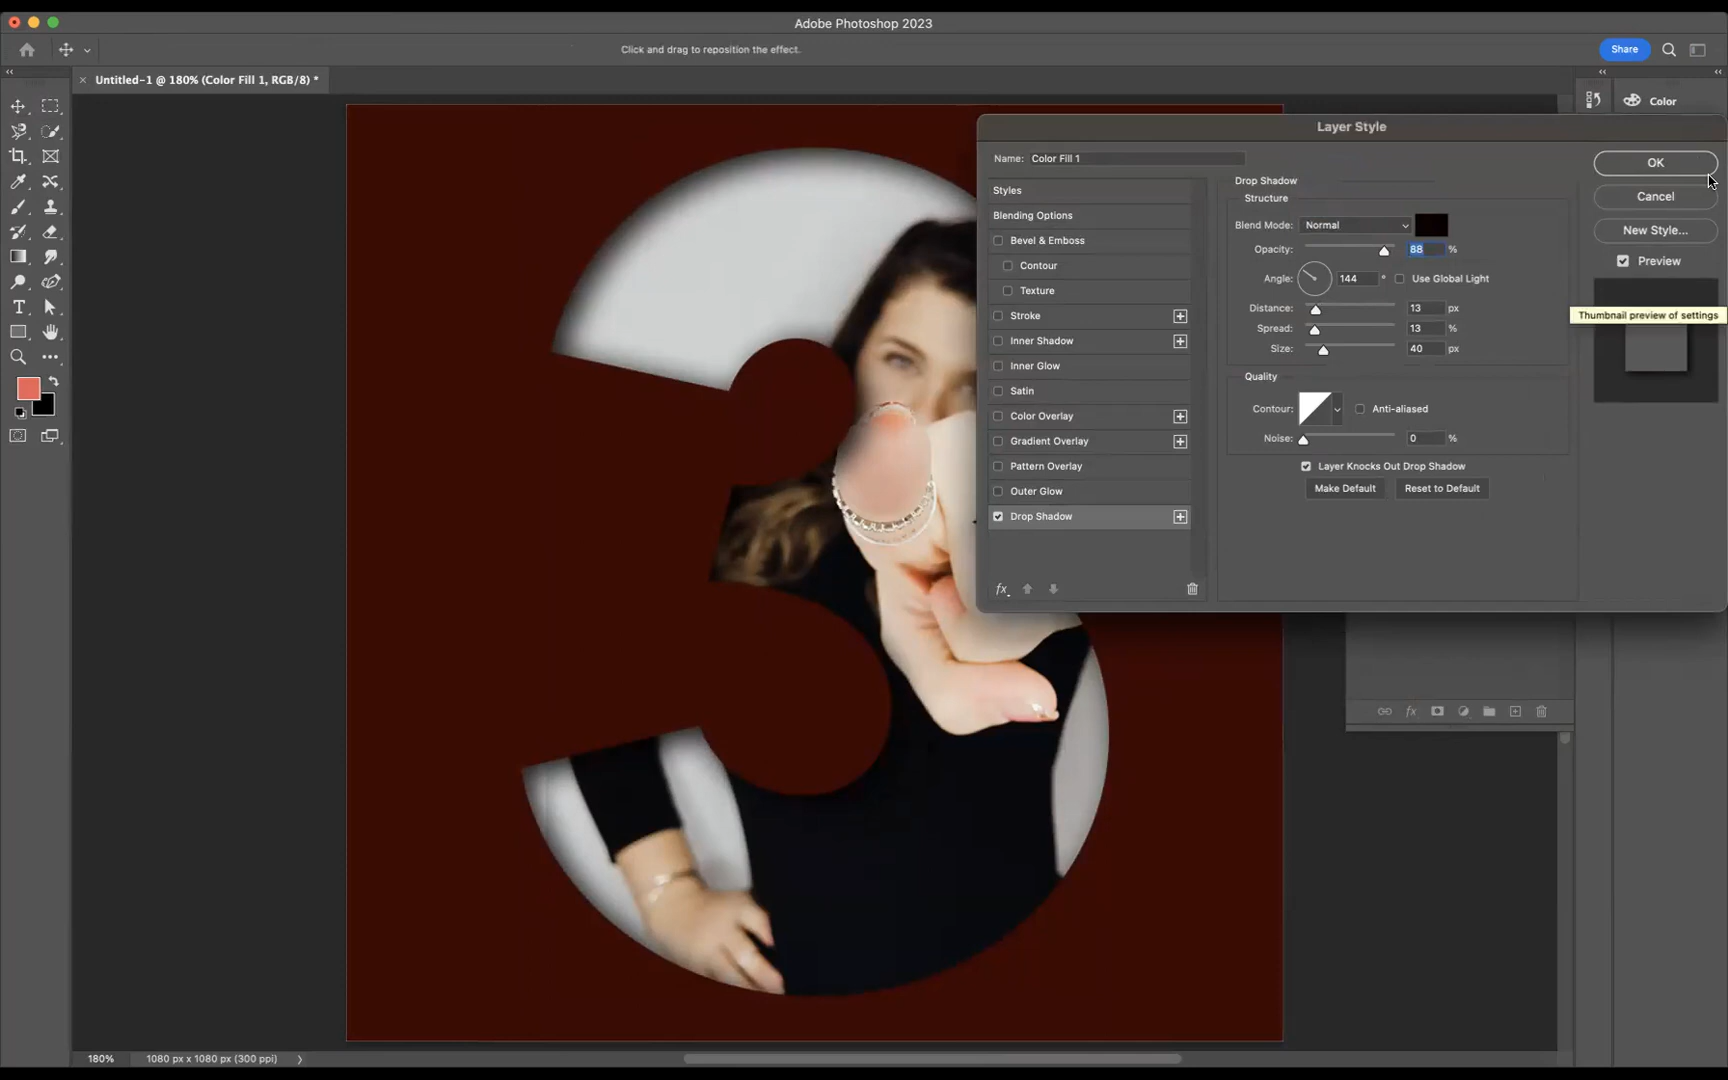 Adobe Photoshop 2023
Click and drag to reposition the effect.
Share
× Untitled-1 @ 180% (Color Fill 1, RGB/8) *
Color
Layer Style
Name: Color Fill 1
OK
Cancel
New Style...
Preview
Thumbnail preview of settings
Styles
Blending Options
Bevel & Emboss
Contour
Texture
Stroke
Inner Shadow
Inner Glow
Satin
Color Overlay
Gradient Overlay
Pattern Overlay
Outer Glow
Drop Shadow
fx
Drop Shadow
Structure
Blend Mode: Normal
Opacity: 88 %
Angle: 144 ° Use Global Light
Distance: 13 px
Spread: 13 %
Size: 40 px
Quality
Contour: Anti-aliased
Noise: 0 %
Layer Knocks Out Drop Shadow
Make Default Reset to Default
3
fx
180% 1080 px x 1080 px (300 ppi)